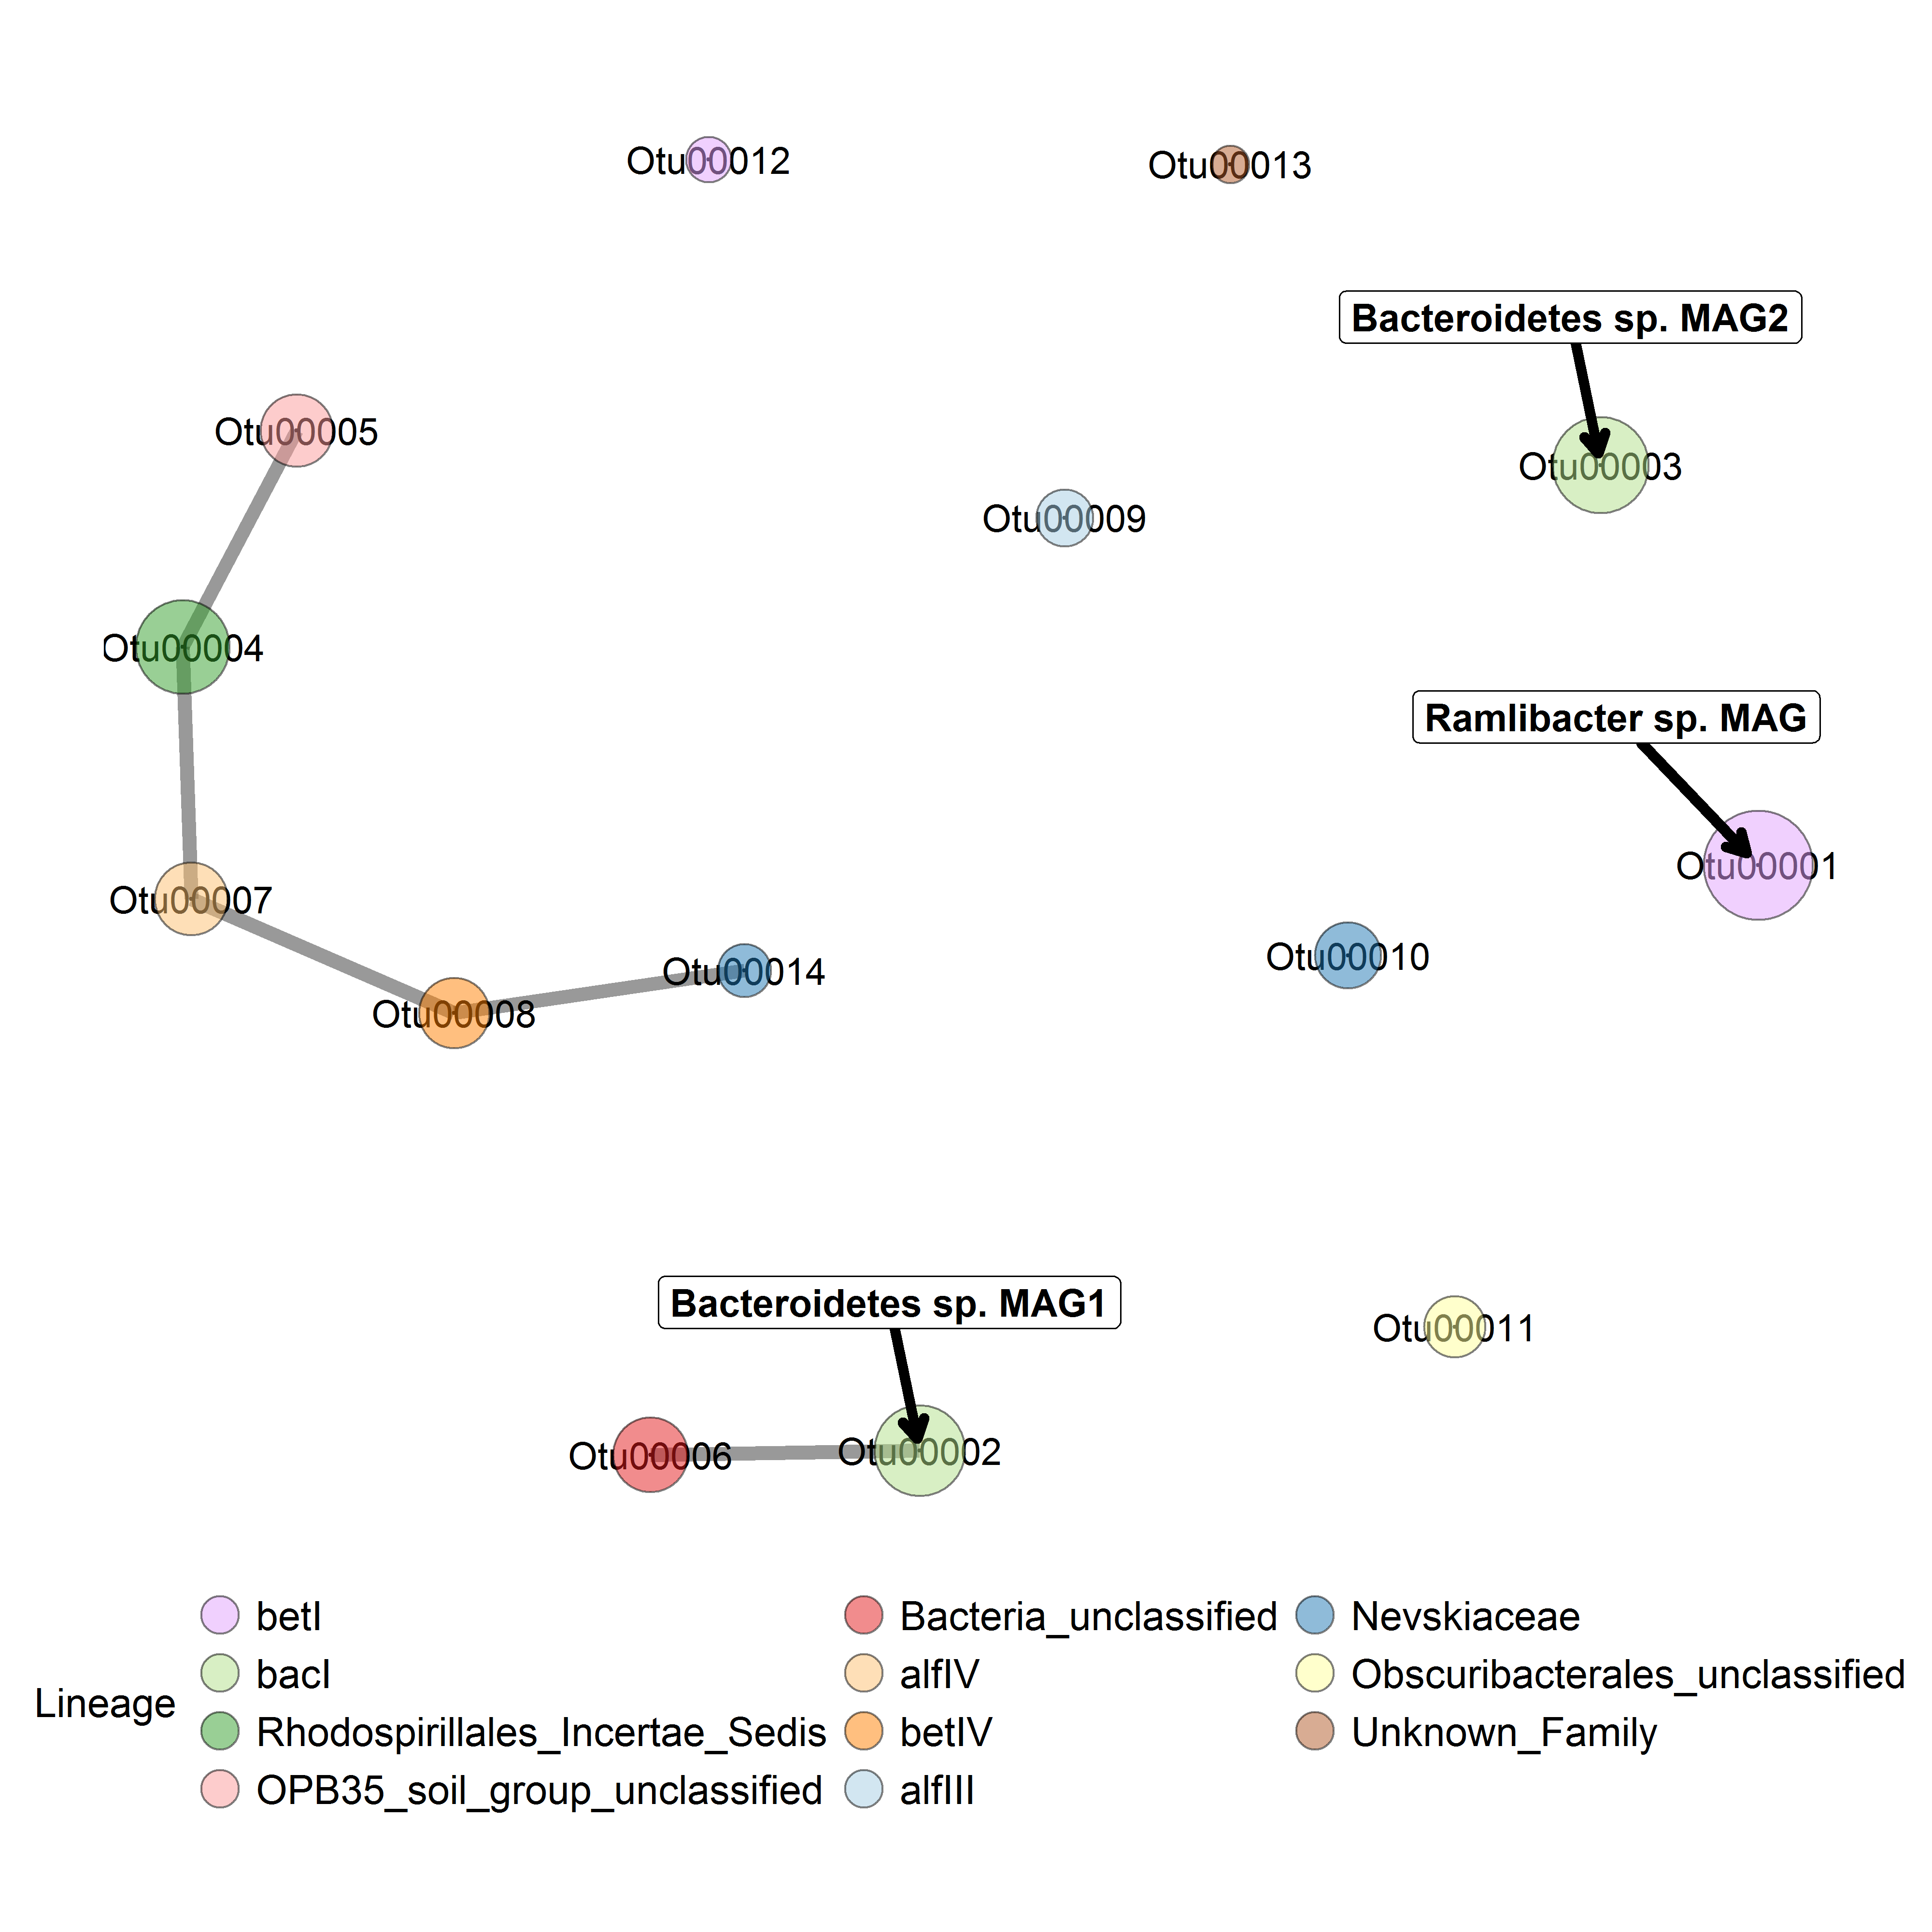 Otu00012
Otu00013
Bacteroidetes sp. MAG2
Otu00005
Otu00003
Otu00009
Otu00004
Ramlibacter sp. MAG
Otu00001
Otu00007
Otu00010
Otu00014
Otu00008
Bacteroidetes sp. MAG1
Otu00011
Otu00006
Otu00002
Lineage
betI
bacI
Rhodospirillales_Incertae_Sedis
OPB35_soil_group_unclassified
Bacteria_unclassified
alfIV
betIV
alfIII
Nevskiaceae
Obscuribacterales_unclassified
Unknown_Family